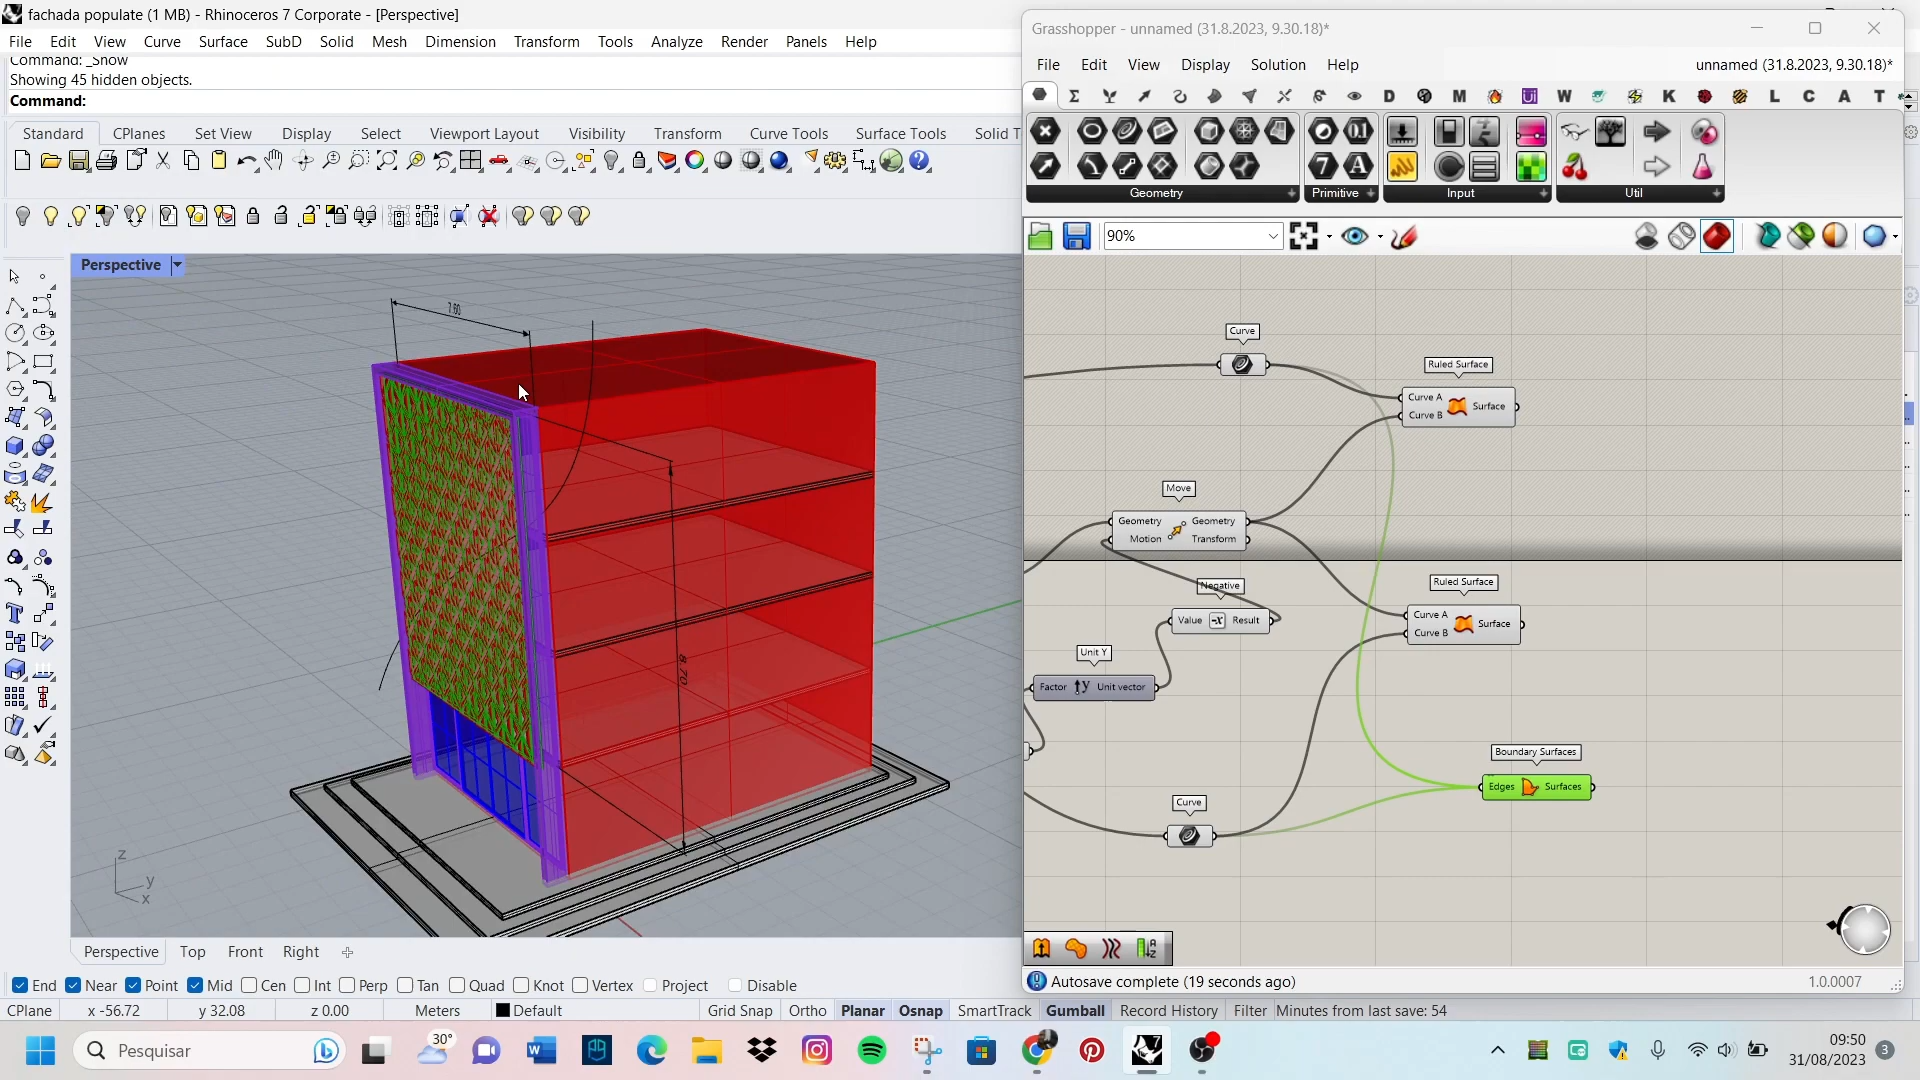 fachada populate (1 MB) - Rhinoceros 7 Corporate - [Perspective]
File Edit View Curve Surface SubD Solid Mesh Dimension Transform Tools Analyze Render Panels Help
Command: _Show
Showing 45 hidden objects.
Command:
Standard CPlanes Set View Display Select Viewport Layout Visibility Transform Curve Tools Surface Tools Solid T
Perspective
7.60
8.70
z
y
x
Perspective Top Front Right
End Near Point Mid Cen Int Perp Tan Quad Knot Vertex Project Disable
CPlane x -56.72 y 32.08 z 0.00 Meters Default Grid Snap Ortho Planar Osnap SmartTrack Gumball Record History Filter Minutes from last save: 54
Grasshopper - unnamed (31.8.2023, 9.30.18)*
File Edit View Display Solution Help unnamed (31.8.2023, 9.30.18)*
D M W K L C A T
Geometry Primitive Input Util
90%
Curve
Ruled Surface
Curve A
Curve B
Surface
Move
Geometry Geometry
Motion Transform
Negative
Value -x Result
Unit Y
Factor y Unit vector
Ruled Surface
Curve A
Curve B
Surface
Boundary Surfaces
Edges Surfaces
Curve
Autosave complete (19 seconds ago) 1.0.0007
Pesquisar
30°
09:50
31/08/2023
3